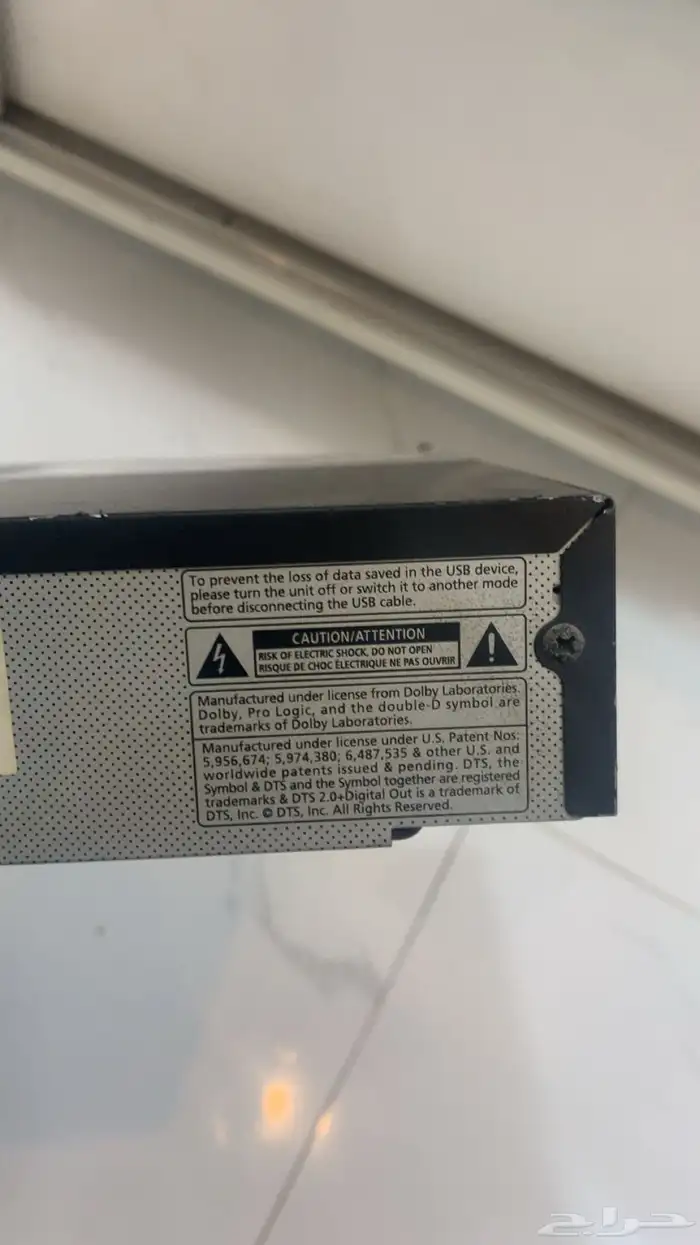 To prevent the loss of data saved in the USB device,
please turn the unit off or switch it to another mode
before disconnecting the USB cable.
CAUTION/ATTENTION
RISK OF ELECTRIC SHOCK, DO NOT OPEN
RISQUE DE CHOC ÉLECTRIQUE NE PAS OUVRIR
Manufactured under license from Dolby Laboratories.
Dolby, Pro Logic, and the double-D symbol are
trademarks of Dolby Laboratories.
Manufactured under license under U.S. Patent Nos:
5,956,674; 5,974,380; 6,487,535 & other U.S. and
worldwide patents issued & pending. DTS, the
Symbol & DTS and the Symbol together are registered
trademarks & DTS 2.0+Digital Out is a trademark of
DTS, Inc. © DTS, Inc. All Rights Reserved.
حراج